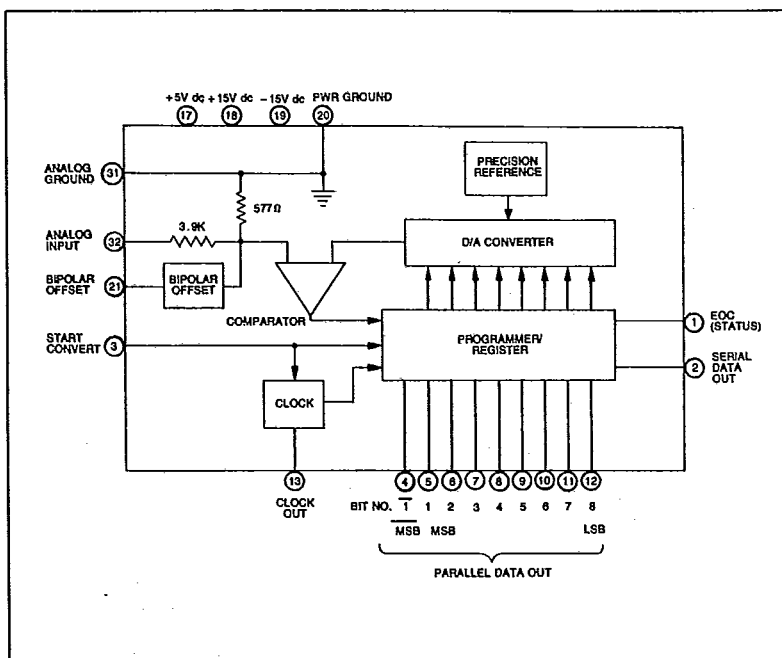 +5V dc +15V dc −15V dc PWR GROUND
17 18 19 20
ANALOG
GROUND
31
577Ω
PRECISION
REFERENCE
ANALOG
INPUT
32
3.9K
D/A CONVERTER
BIPOLAR
OFFSET
21
BIPOLAR
OFFSET
COMPARATOR
START
CONVERT
3
PROGRAMMER/
REGISTER
1
EOC
(STATUS)
2
SERIAL
DATA
OUT
CLOCK
13
CLOCK
OUT
4 5 6 7 8 9 10 11 12
BIT NO. 1̅ 1 2 3 4 5 6 7 8
M̅S̅B̅ MSB LSB
PARALLEL DATA OUT